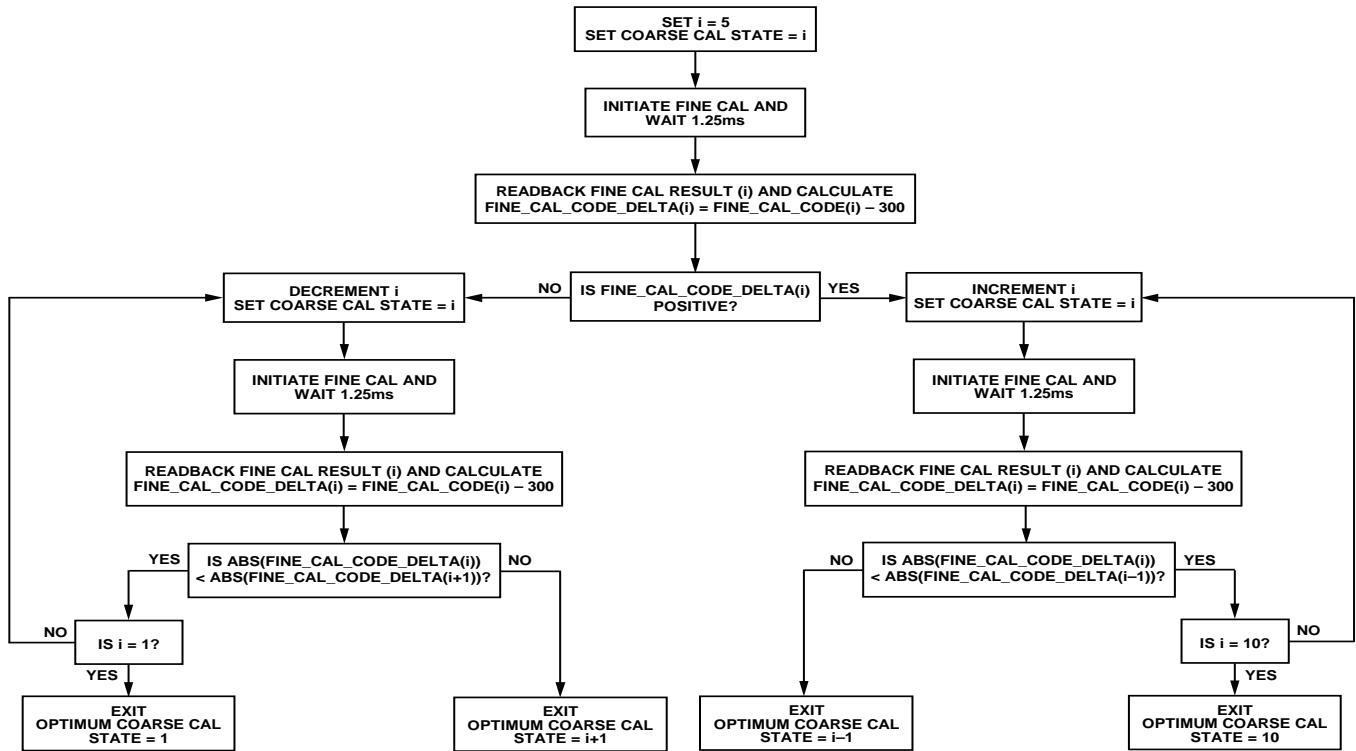 SET i = 5
SET COARSE CAL STATE = i
INITIATE FINE CAL AND
WAIT 1.25ms
READBACK FINE CAL RESULT (i) AND CALCULATE
FINE_CAL_CODE_DELTA(i) = FINE_CAL_CODE(i) – 300
IS FINE_CAL_CODE_DELTA(i)
POSITIVE?
NO
YES
DECREMENT i
SET COARSE CAL STATE = i
INITIATE FINE CAL AND
WAIT 1.25ms
READBACK FINE CAL RESULT (i) AND CALCULATE
FINE_CAL_CODE_DELTA(i) = FINE_CAL_CODE(i) – 300
IS ABS(FINE_CAL_CODE_DELTA(i))
< ABS(FINE_CAL_CODE_DELTA(i+1))?
YES
NO
IS i = 1?
NO
YES
EXIT
OPTIMUM COARSE CAL
STATE = 1
EXIT
OPTIMUM COARSE CAL
STATE = i+1
INCREMENT i
SET COARSE CAL STATE = i
INITIATE FINE CAL AND
WAIT 1.25ms
READBACK FINE CAL RESULT (i) AND CALCULATE
FINE_CAL_CODE_DELTA(i) = FINE_CAL_CODE(i) – 300
IS ABS(FINE_CAL_CODE_DELTA(i))
< ABS(FINE_CAL_CODE_DELTA(i–1))?
NO
YES
IS i = 10?
NO
YES
EXIT
OPTIMUM COARSE CAL
STATE = i–1
EXIT
OPTIMUM COARSE CAL
STATE = 10